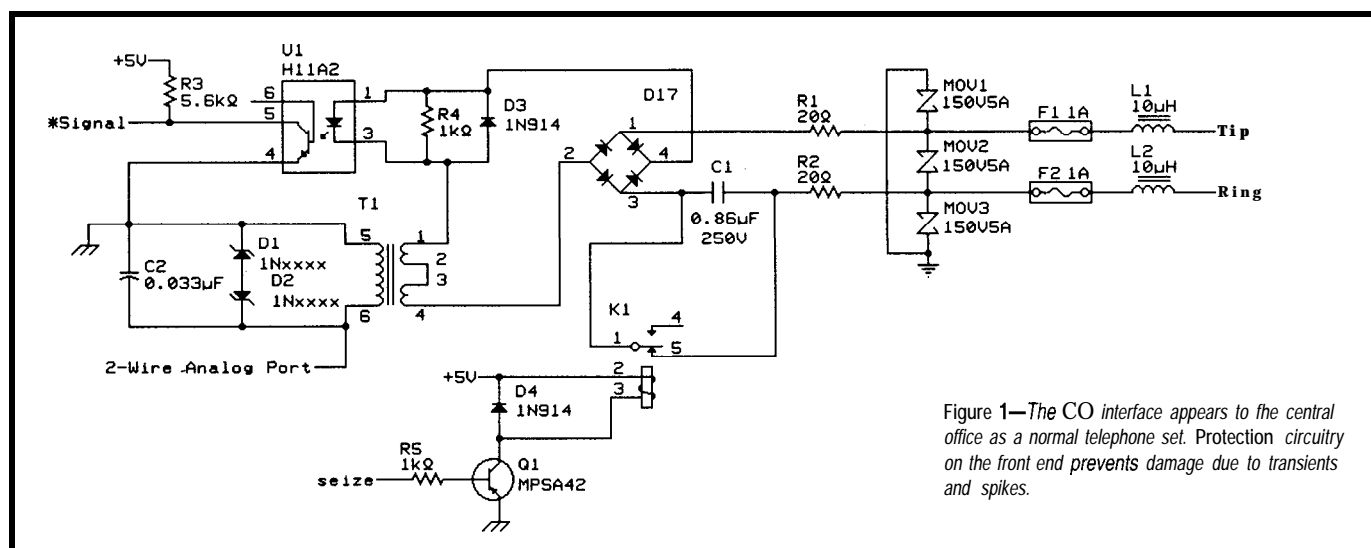 +5V
R3
5.6kΩ
*Signal
U1
H11A2
6
5
4
1
3
R4
1kΩ
D3
1N914
D17
1
2
4
3
C1
0.86µF
250V
R1
20Ω
R2
20Ω
MOV1
150V5A
MOV2
150V5A
MOV3
150V5A
F1 1A
L1
10µH
Tip
F2 1A
L2
10µH
Ring
T1
5
6
1
2
3
4
C2
0.033µF
D1
1Nxxxx
D2
1Nxxxx
2-Wire Analog Port
K1
4
1
5
2
3
+5V
D4
1N914
R5
1kΩ
seize
Q1
MPSA42
Figure 1—The CO interface appears to fhe central
office as a normal telephone set. Protection circuitry
on the front end prevents damage due to transients
and spikes.